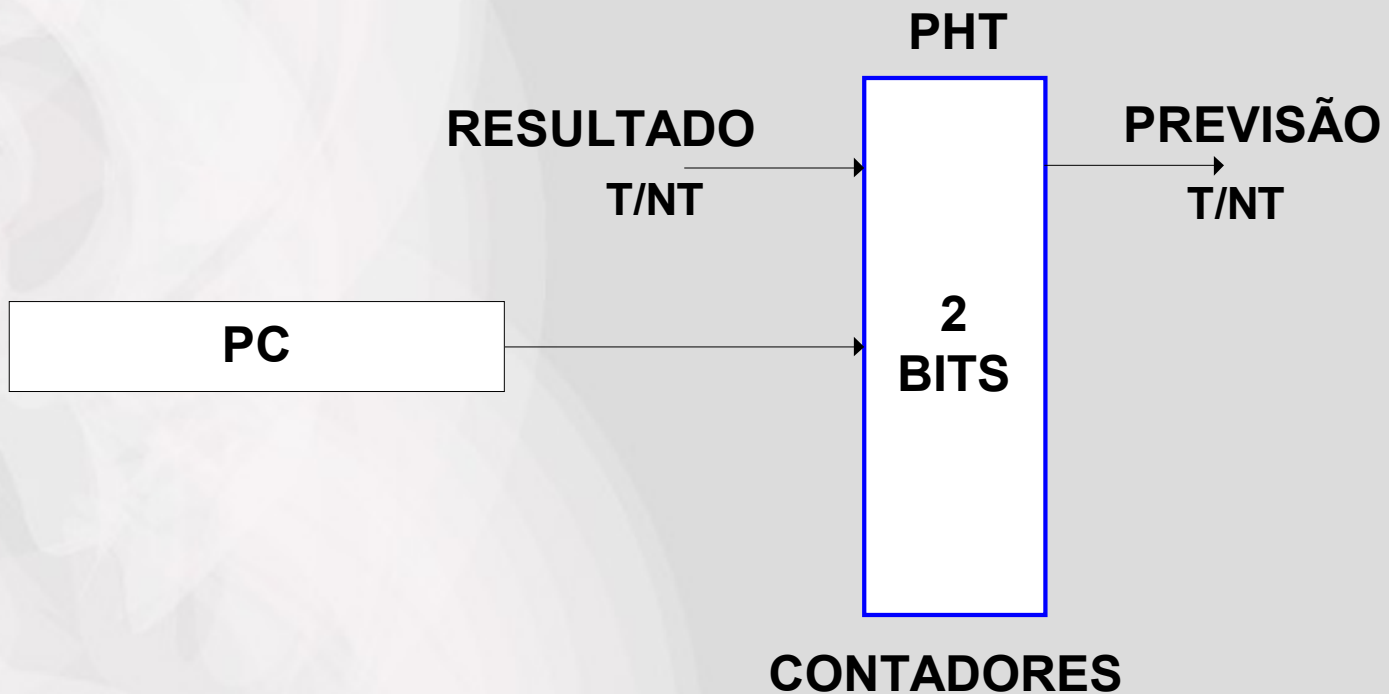 PHT
RESULTADO
T/NT
PREVISÃO
T/NT
PC
2
BITS
CONTADORES